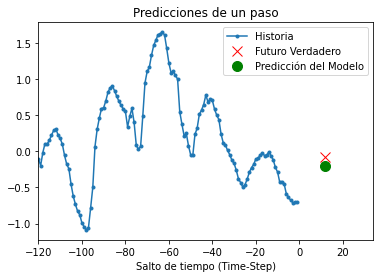 Predicciones de un paso
Historia
Futuro Verdadero
Predicción del Modelo
1.5
1.0
0.5
0.0
−0.5
−1.0
−120
−100
−80
−60
−40
−20
0
20
Salto de tiempo (Time-Step)